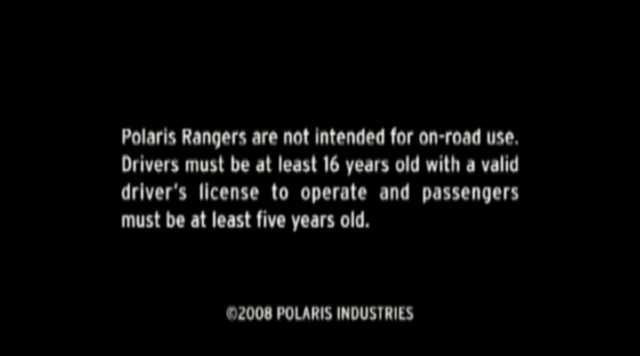 Polaris Rangers are not intended for on-road use.
Drivers must be at least 16 years old with a valid
driver's license to operate and passengers
must be at least five years old.
©2008 POLARIS INDUSTRIES